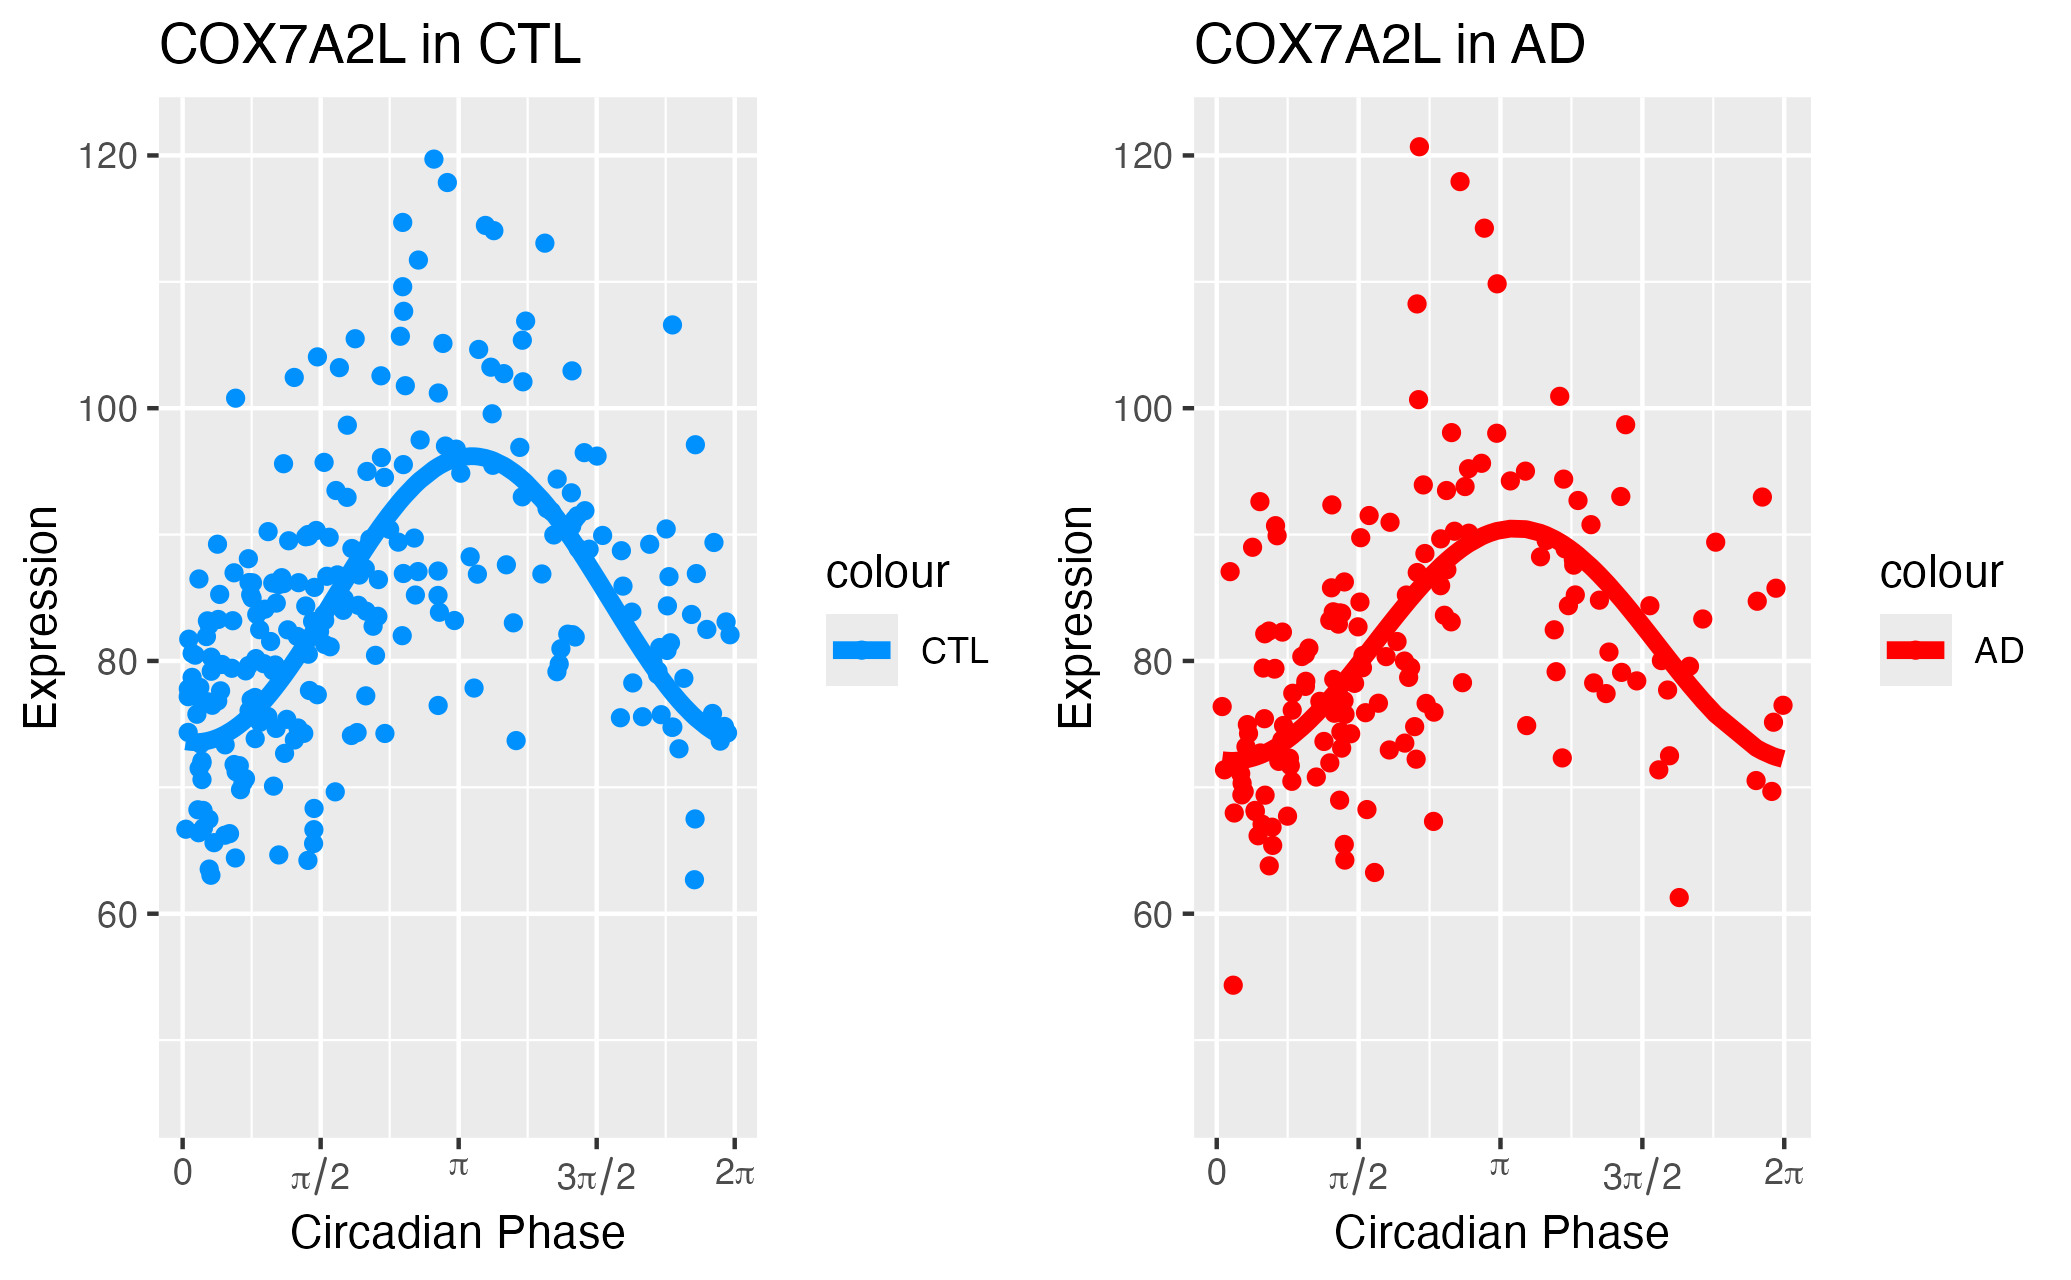 COX7A2L in CTL
120
100
80
60
Expression
0
π/2
π
3π/2
2π
Circadian Phase
colour
CTL
COX7A2L in AD
120
100
80
60
Expression
0
π/2
π
3π/2
2π
Circadian Phase
colour
AD